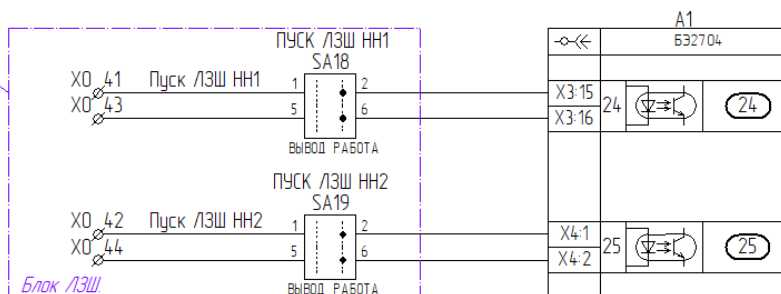 A1
ПУСК ЛЗШ НН1
БЭ2704
SA18
X0 41 Пуск ЛЗШ НН1 1 2
X3:15
X0 43 5 6
X3:16
24 24
ВЫВОД РАБОТА
ПУСК ЛЗШ НН2
SA19
X0 42 Пуск ЛЗШ НН2 1 2
X4:1
X0 44 5 6
X4:2
25 25
Блок ЛЗШ
ВЫВОД РАБОТА